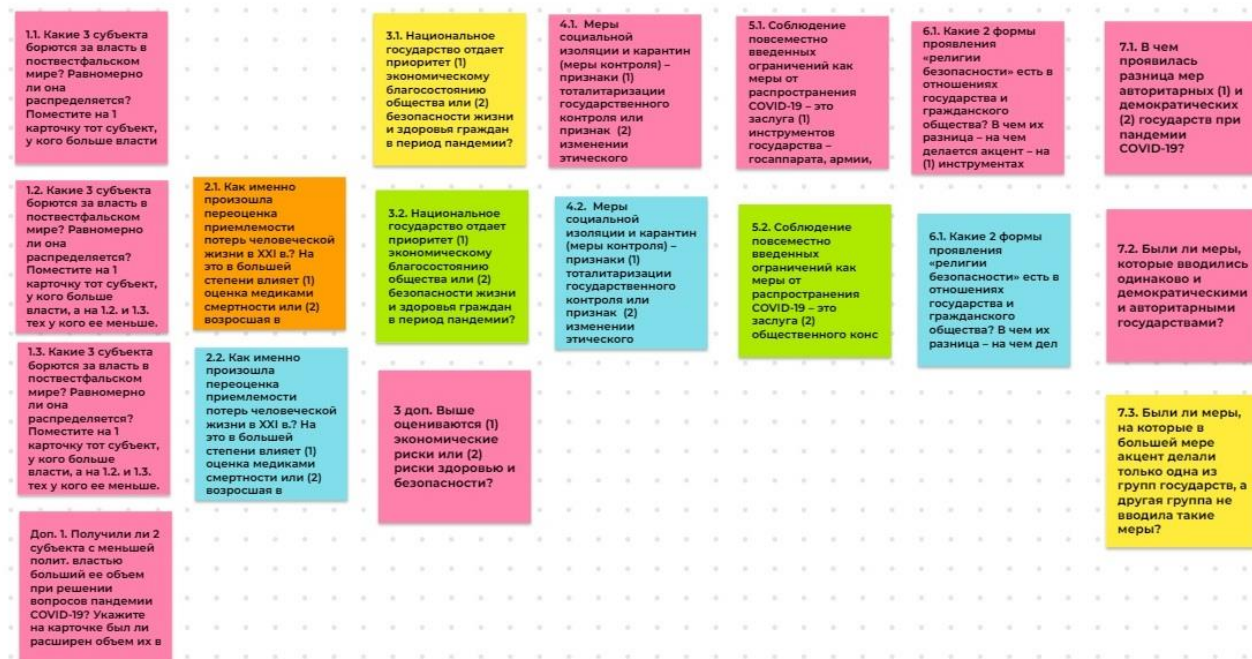 1.1. Какие 3 субъекта
борются за власть в
поствестфальском
мире? Равномерно
ли она
распределяется?
Поместите на 1
карточку тот субъект,
у кого больше власти
1.2. Какие 3 субъекта
борются за власть в
поствестфальском
мире? Равномерно
ли она
распределяется?
Поместите на 1
карточку тот субъект,
у кого больше
власти, а на 1.2. и 1.3.
тех у кого ее меньше.
1.3. Какие 3 субъекта
борются за власть в
поствестфальском
мире? Равномерно
ли она
распределяется?
Поместите на 1
карточку тот субъект,
у кого больше
власти, а на 1.2. и 1.3.
тех у кого ее меньше.
Доп. 1. Получили ли 2
субъекта с меньшей
полит. властью
больший ее объем
при решении
вопросов пандемии
COVID-19? Укажите
на карточке был ли
расширен объем их в
2.1. Как именно
произошла
переоценка
приемлемости
потерь человеческой
жизни в XXI в.? На
это в большей
степени влияет (1)
оценка медиками
смертности или (2)
возросшая в
2.2. Как именно
произошла
переоценка
приемлемости
потерь человеческой
жизни в XXI в.? На
это в большей
степени влияет (1)
оценка медиками
смертности или (2)
возросшая в
3.1. Национальное
государство отдает
приоритет (1)
экономическому
благосостоянию
общества или (2)
безопасности жизни
и здоровья граждан
в период пандемии?
3.2. Национальное
государство отдает
приоритет (1)
экономическому
благосостоянию
общества или (2)
безопасности жизни
и здоровья граждан
в период пандемии?
3 доп. Выше
оцениваются (1)
экономические
риски или (2)
риски здоровью и
безопасности?
4.1. Меры
социальной
изоляции и карантин
(меры контроля) –
признаки (1)
тоталитаризации
государственного
контроля или
признак (2)
изменении
этического
4.2. Меры
социальной
изоляции и карантин
(меры контроля) –
признаки (1)
тоталитаризации
государственного
контроля или
признак (2)
изменении
этического
5.1. Соблюдение
повсеместно
введенных
ограничений как
меры от
распространения
COVID-19 – это
заслуга (1)
инструментов
государства –
госаппарата, армии,
5.2. Соблюдение
повсеместно
введенных
ограничений как
меры от
распространения
COVID-19 – это
заслуга (2)
общественного конс
6.1. Какие 2 формы
проявления
«религии
безопасности» есть в
отношениях
государства и
гражданского
общества? В чем их
разница – на чем
делается акцент – на
(1) инструментах
6.1. Какие 2 формы
проявления
«религии
безопасности» есть в
отношениях
государства и
гражданского
общества? В чем их
разница – на чем дел
7.1. В чем
проявилась
разница мер
авторитарных (1) и
демократических
(2) государств при
пандемии
COVID-19?
7.2. Были ли меры,
которые вводились
одинаково и
демократическими
и авторитарными
государствами?
7.3. Были ли меры,
на которые в
большей мере
акцент делали
только одна из
групп государств, а
другая группа не
вводила такие
меры?